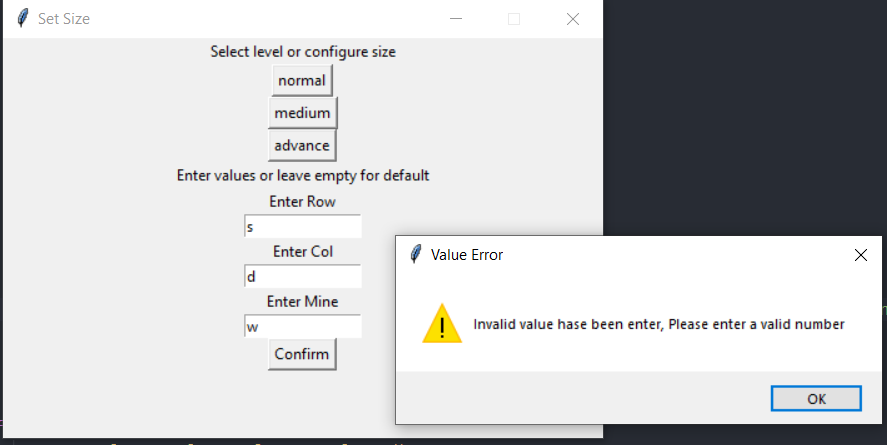 Set Size
Select level or configure size
normal
medium
advance
Enter values or leave empty for default
Enter Row
s
Enter Col
d
Enter Mine
w
Confirm
Value Error
Invalid value hase been enter, Please enter a valid number
OK